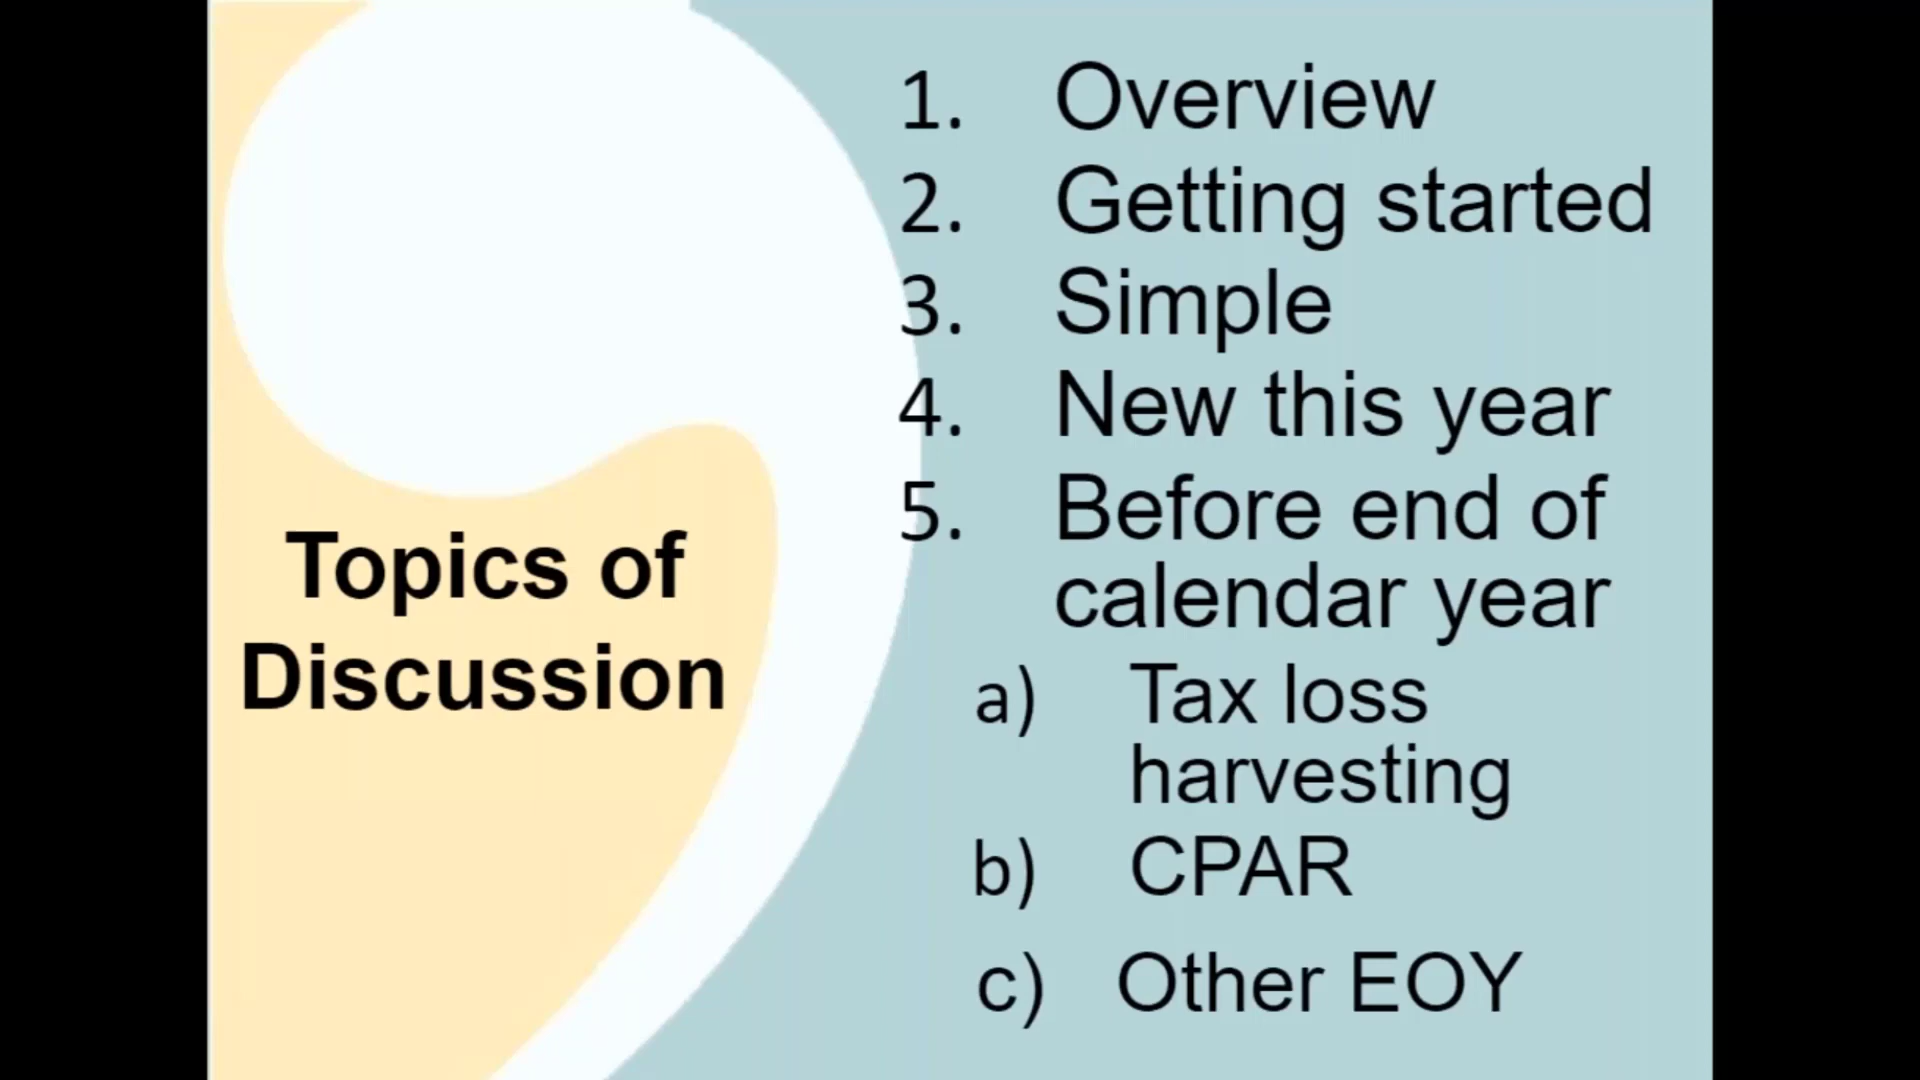 Topics of
Discussion
1. Overview
2. Getting started
3. Simple
4. New this year
5. Before end of
calendar year
a) Tax loss
harvesting
b) CPAR
c) Other EOY